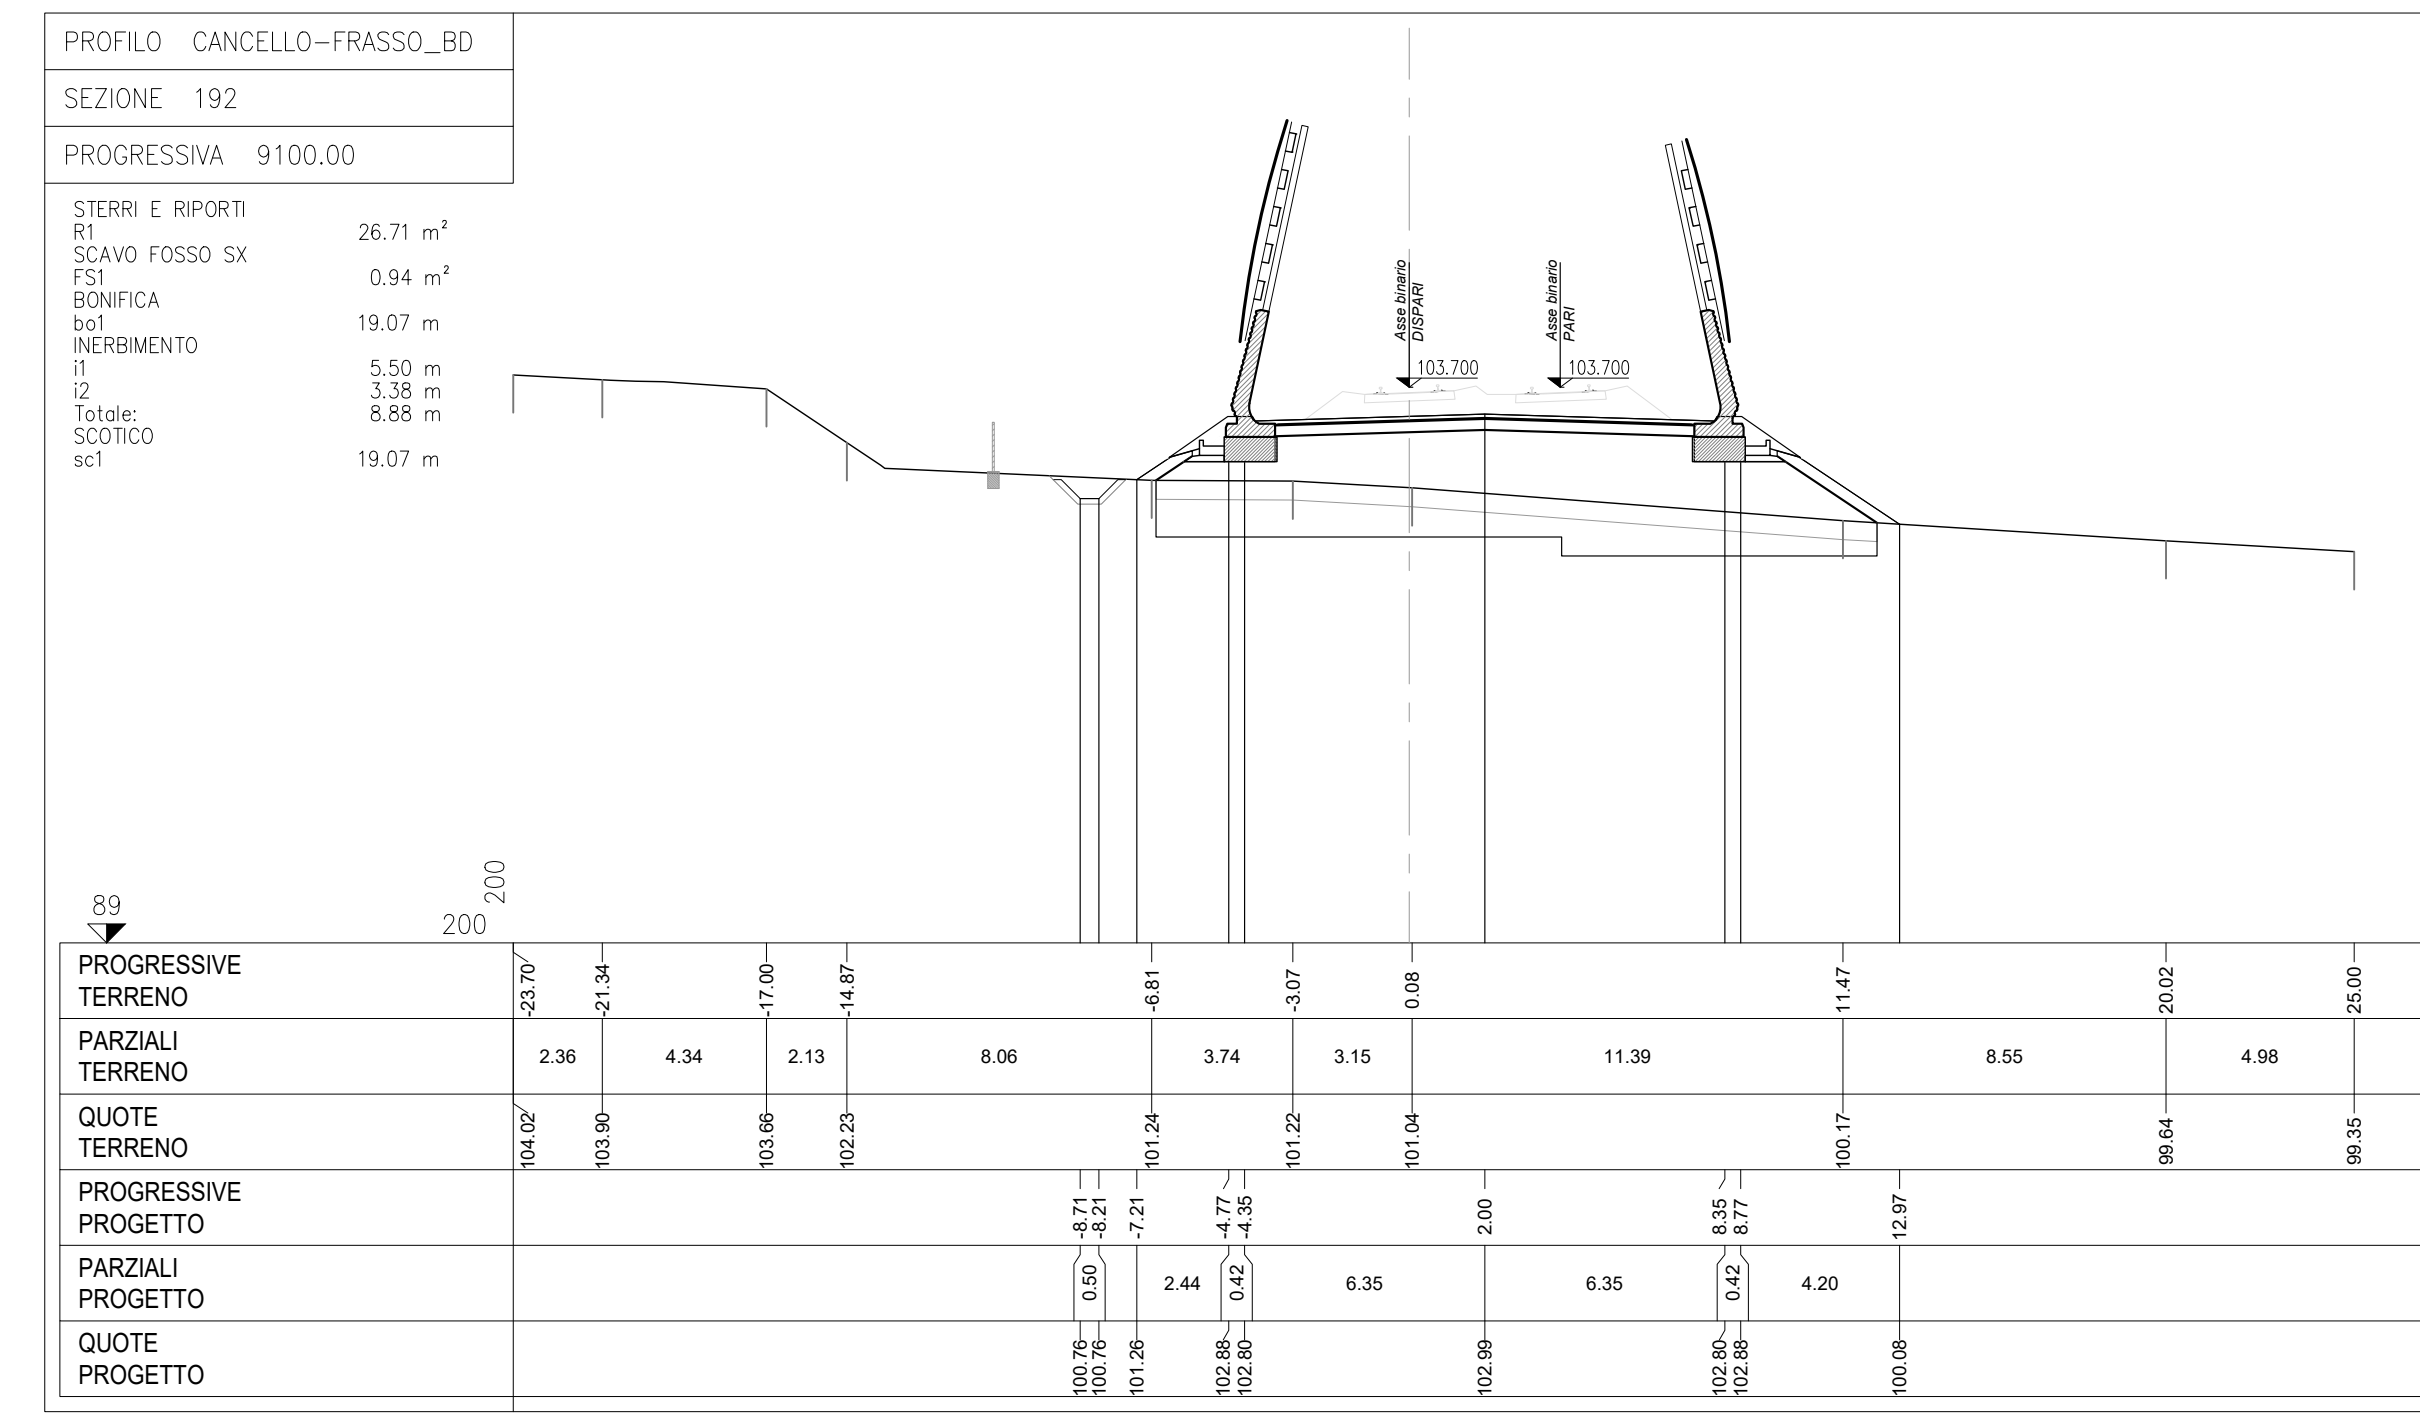 PROFILO CANCELLO-FRASSO_BD
SEZIONE 192
PROGRESSIVA 9100.00
STERRI E RIPORTI
R1 26.71 m²
SCAVO FOSSO SX
FS1 0.94 m²
BONIFICA
bo1 19.07 m
INERBIMENTO
i1 5.50 m
i2 3.38 m
Totale: 8.88 m
SCOTICO
sc1 19.07 m
Asse binario
DISPARI
103.700
Asse binario
PARI
103.700
89
200
200
PROGRESSIVE
TERRENO
-23.70 -21.34 -17.00 -14.87 -6.81 -3.07 0.08 11.47 20.02 25.00
PARZIALI
TERRENO
2.36 4.34 2.13 8.06 3.74 3.15 11.39 8.55 4.98
QUOTE
TERRENO
104.02 103.90 103.66 102.23 101.24 101.22 101.04 100.17 99.64 99.35
PROGRESSIVE
PROGETTO
-8.71 -8.21 -7.21 -4.77 -4.35 2.00 8.35 8.77 12.97
PARZIALI
PROGETTO
0.50 2.44 0.42 6.35 6.35 0.42 4.20
QUOTE
PROGETTO
100.76 100.76 101.26 102.88 102.80 102.99 102.80 102.88 100.08